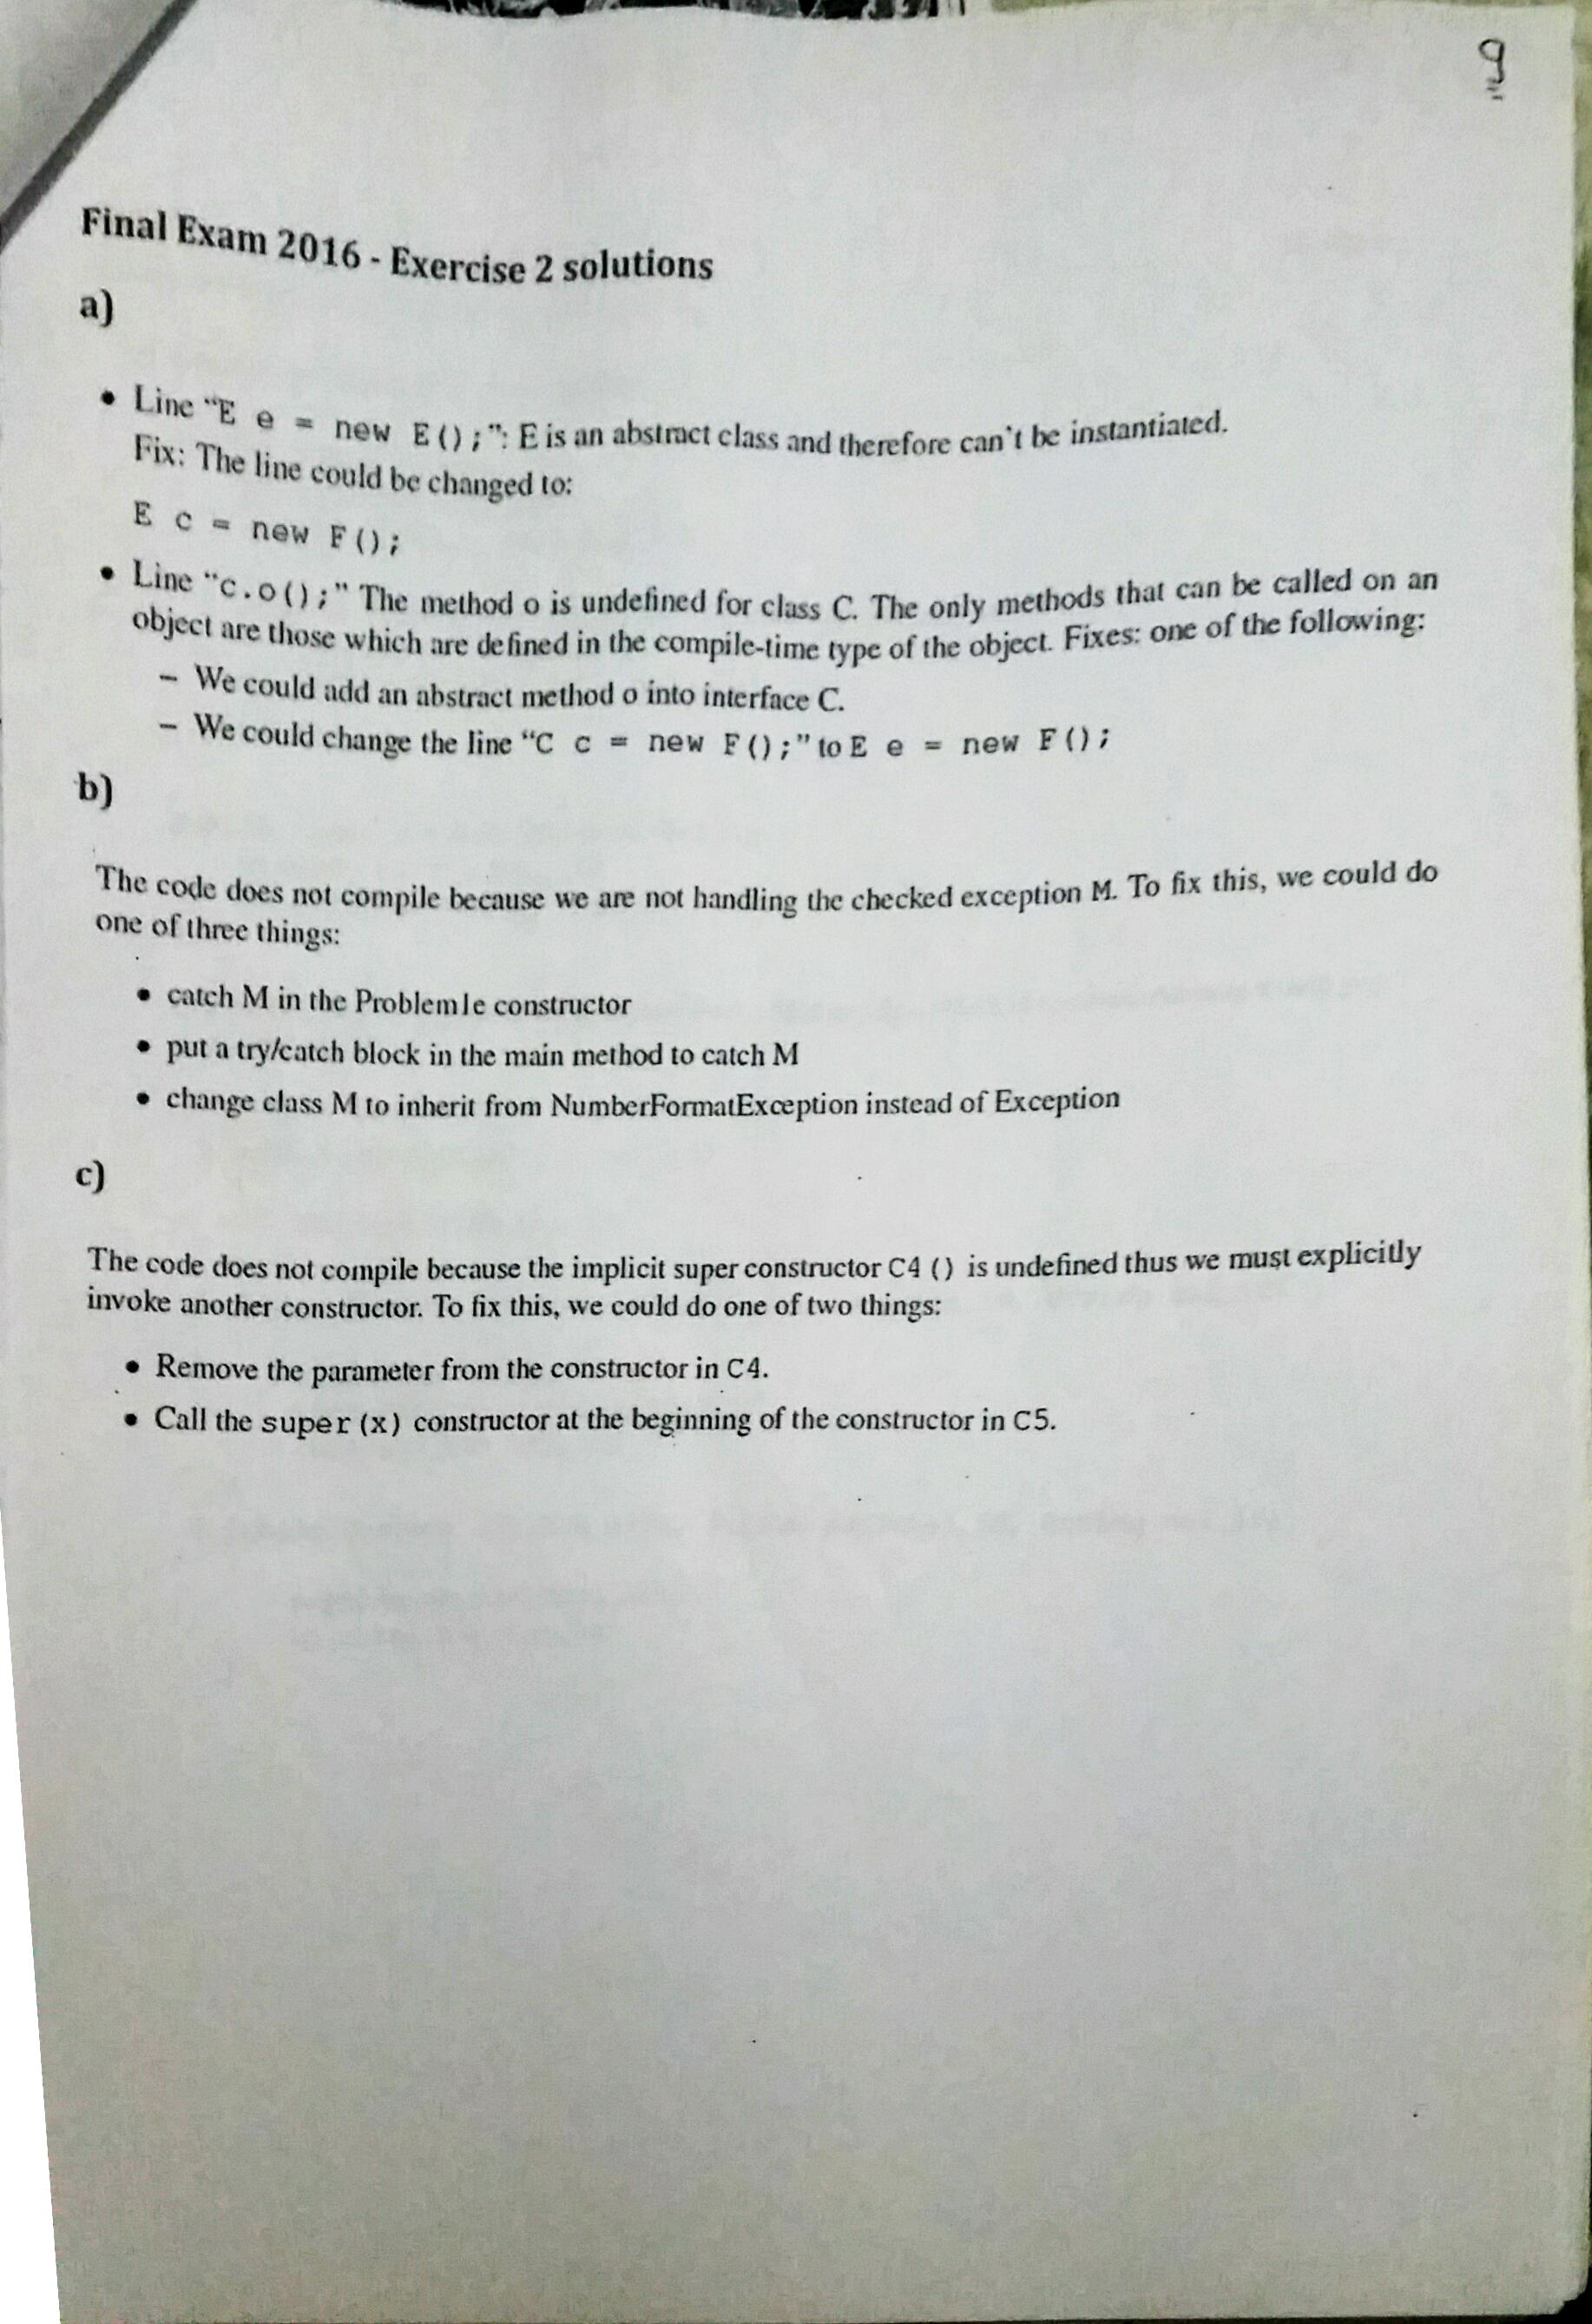 9
Final Exam 2016 - Exercise 2 solutions
a)
• Line “E e = new E();”: E is an abstract class and therefore can't be instantiated.
Fix: The line could be changed to:
E c = new F();
• Line “c.o();” The method o is undefined for class C. The only methods that can be called on an
object are those which are defined in the compile-time type of the object. Fixes: one of the following:
– We could add an abstract method o into interface C.
– We could change the line “C c = new F();” to E e = new F();
b)
The code does not compile because we are not handling the checked exception M. To fix this, we could do
one of three things:
• catch M in the Problem1e constructor
• put a try/catch block in the main method to catch M
• change class M to inherit from NumberFormatException instead of Exception
c)
The code does not compile because the implicit super constructor C4 () is undefined thus we must explicitly
invoke another constructor. To fix this, we could do one of two things:
• Remove the parameter from the constructor in C4.
• Call the super (x) constructor at the beginning of the constructor in C5.